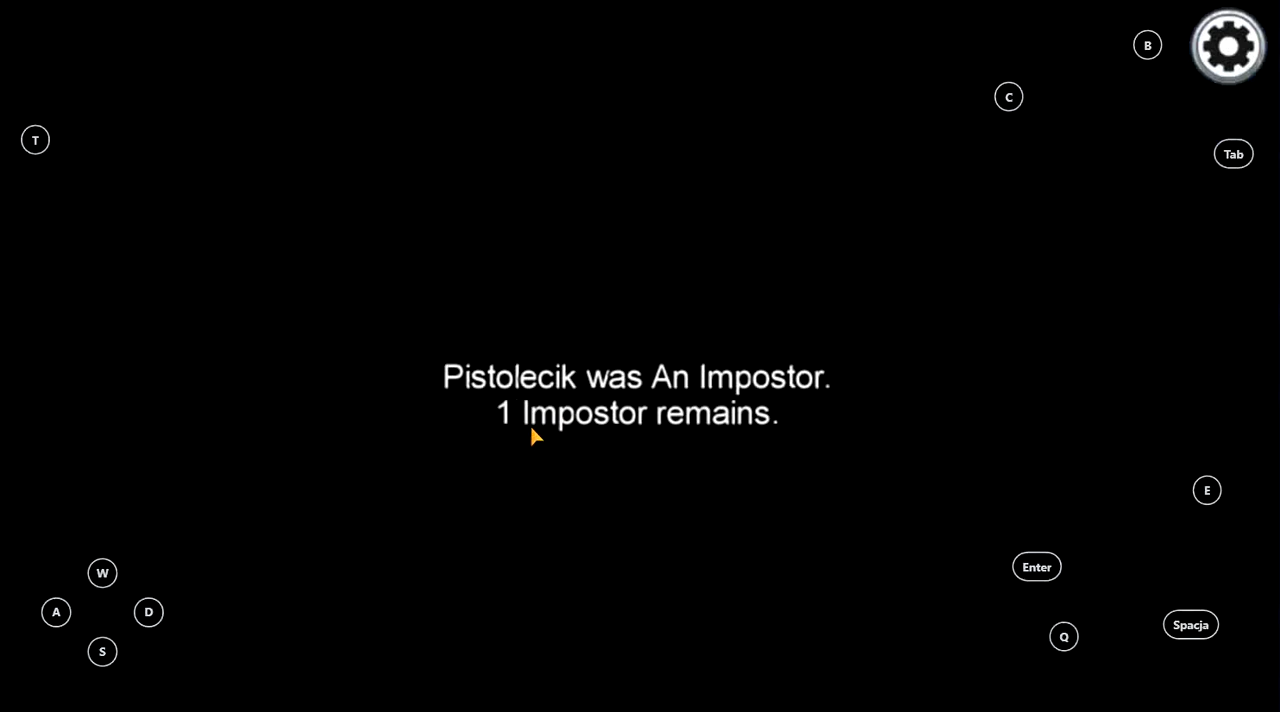 B
C
T
Tab
Pistolecik was An Impostor.
1 Impostor remains.
E
Enter
W
A
D
Spacja
Q
S